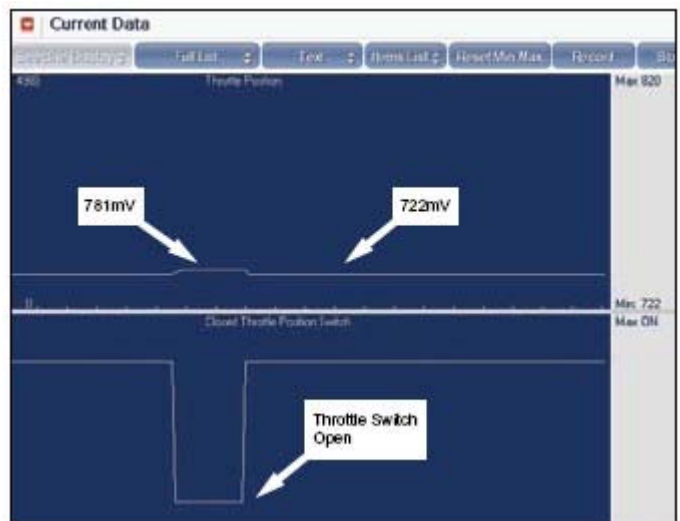 Current Data
Full List Text Items List Reset Min Max Record
Throttle Position
Max 820
781mV
722mV
0
Min 722
Closed Throttle Position Switch
Max ON
Throttle Switch
Open